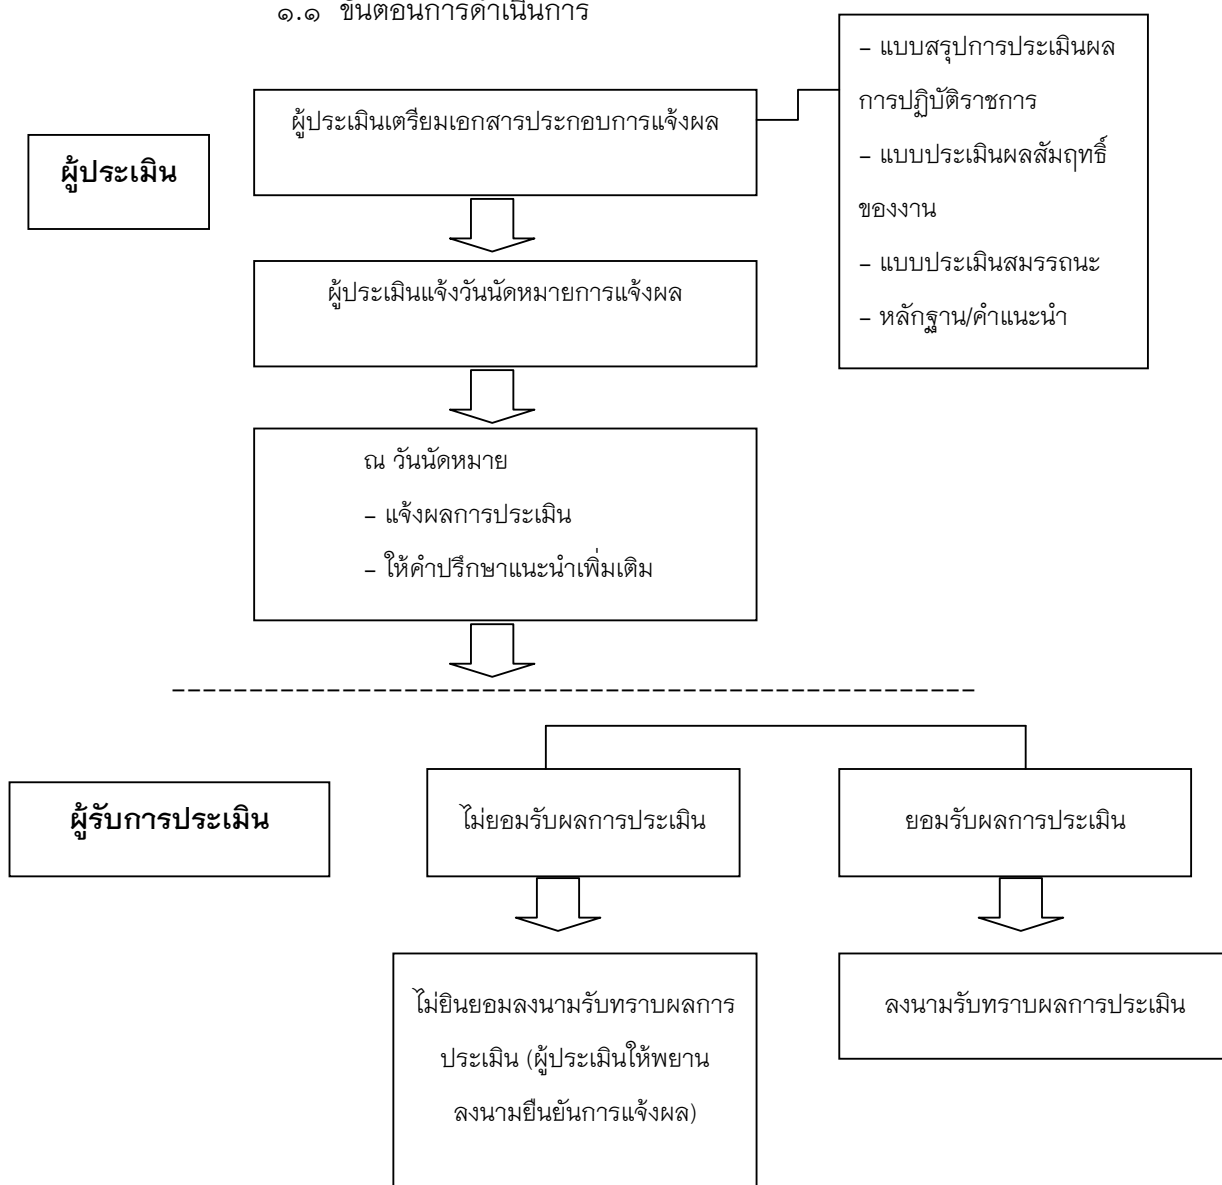 ๑.๑ ขั้นตอนการดำเนินการ
– แบบสรุปการประเมินผล
การปฏิบัติราชการ
– แบบประเมินผลสัมฤทธิ์
ของงาน
– แบบประเมินสมรรถนะ
– หลักฐาน/คำแนะนำ
ผู้ประเมิน
ผู้ประเมินเตรียมเอกสารประกอบการแจ้งผล
ผู้ประเมินแจ้งวันนัดหมายการแจ้งผล
ณ วันนัดหมาย
– แจ้งผลการประเมิน
– ให้คำปรึกษาแนะนำเพิ่มเติม
ผู้รับการประเมิน
ไม่ยอมรับผลการประเมิน
ยอมรับผลการประเมิน
ไม่ยินยอมลงนามรับทราบผลการ
ประเมิน (ผู้ประเมินให้พยาน
ลงนามยืนยันการแจ้งผล)
ลงนามรับทราบผลการประเมิน